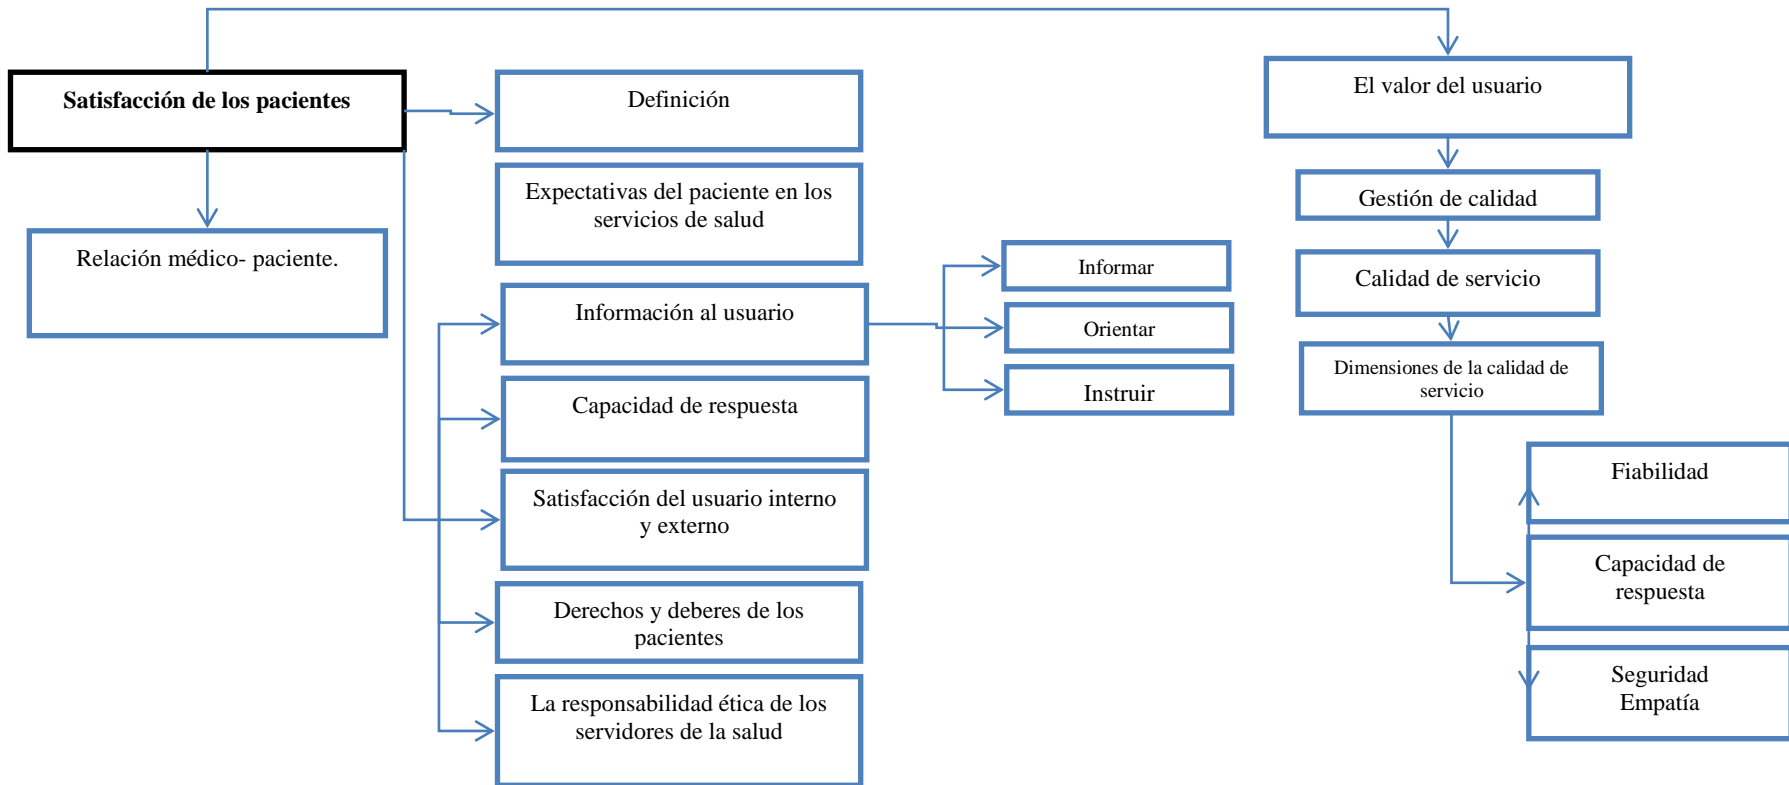 Satisfacción de los pacientes
Relación médico- paciente.
Definición
Expectativas del paciente en los
servicios de salud
Información al usuario
Capacidad de respuesta
Satisfacción del usuario interno
y externo
Derechos y deberes de los
pacientes
La responsabilidad ética de los
servidores de la salud
Informar
Orientar
Instruir
El valor del usuario
Gestión de calidad
Calidad de servicio
Dimensiones de la calidad de
servicio
Fiabilidad
Capacidad de
respuesta
Seguridad
Empatía